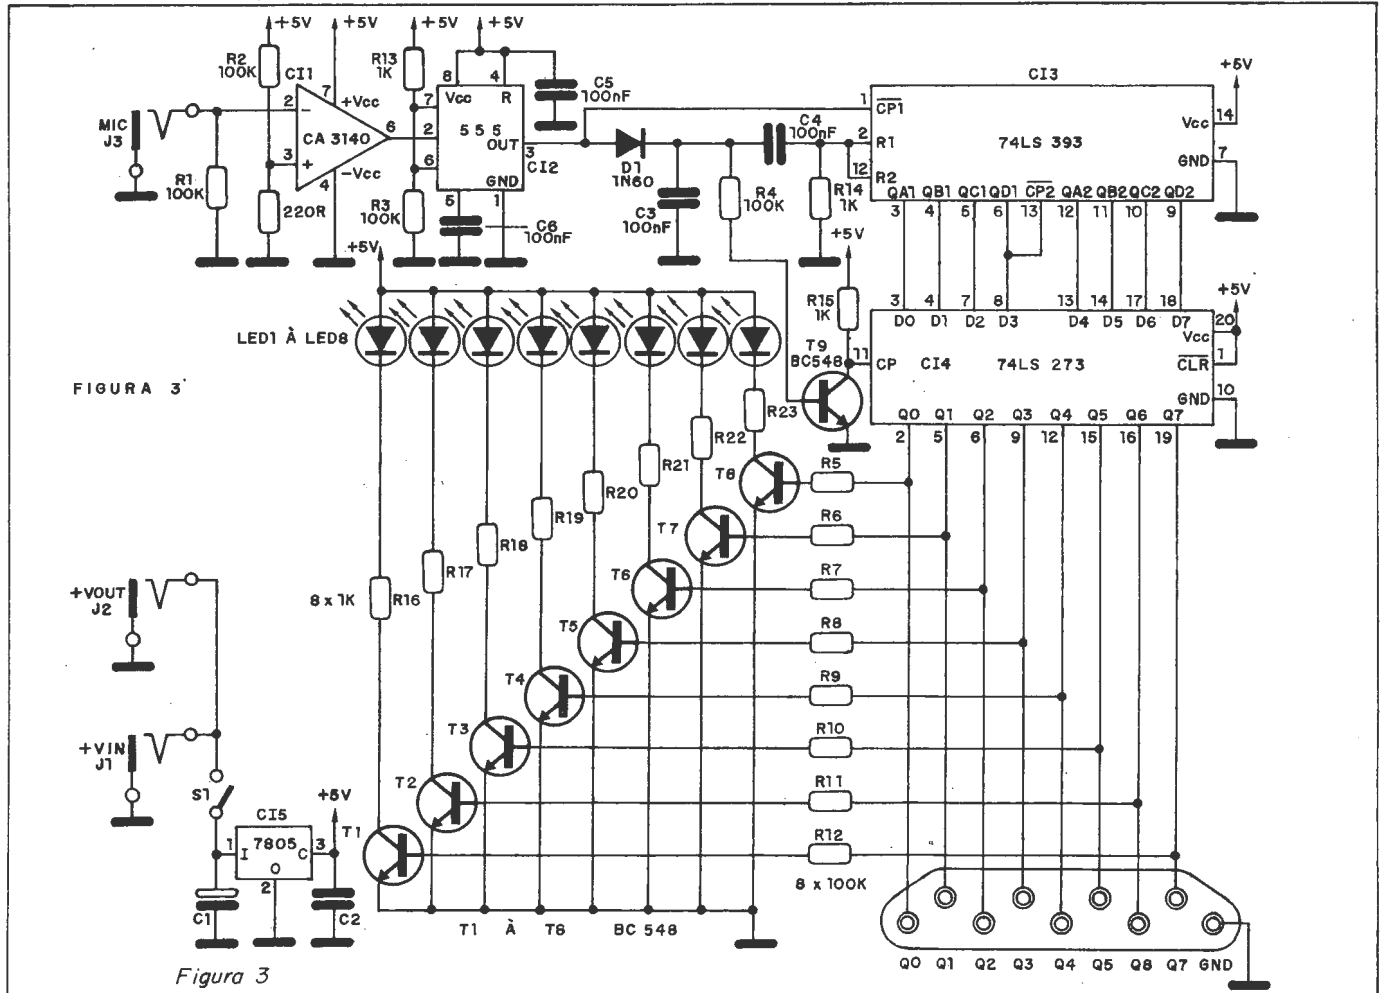 +5V
+5V
+5V
+5V
R2
100K
CI1
7
+Vcc
2
-
CA 3140
6
3
+
-Vcc
4
MIC
J3
R1
100K
220R
R13
1K
7
2
6
R3
100K
8
4
Vcc
R
5 5 5
OUT
3
CI2
GND
5
1
C6
100nF
C5
100nF
D1
1N60
C3
100nF
R4
100K
C4
100nF
R14
1K
CI3
+5V
1
CP1
2
R1
12
R2
74LS 393
Vcc
14
GND
7
QA1 QB1 QC1 QD1 CP2 QA2 QB2 QC2 QD2
3 4 5 6 13 12 11 10 9
+5V
R15
1K
T9
BC548
11
3 4 7 8 13 14 17 18
D0 D1 D2 D3 D4 D5 D6 D7
+5V
20
Vcc
1
CLR
10
GND
CP
CI4
74LS 273
Q0 Q1 Q2 Q3 Q4 Q5 Q6 Q7
2 5 6 9 12 15 16 19
+5V
LED1 À LED8
FIGURA 3
R23
R22
R21
R20
R19
R18
R17
8 x 1K
R16
T8
T7
T6
T5
T4
T3
T2
T1
R5
R6
R7
R8
R9
R10
R11
R12
8 x 100K
+VOUT
J2
+VIN
J1
S1
+5V
CI5
1
I
7805
C
3
O
2
C1
C2
T1 À T8 BC 548
Q0 Q1 Q2 Q3 Q4 Q5 Q8 Q7 GND
Figura 3